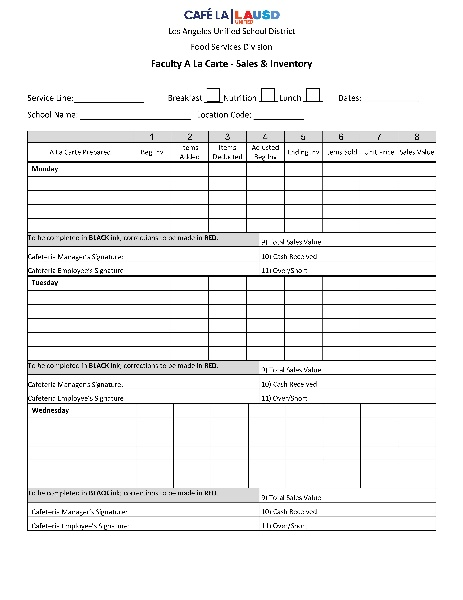 CAFÉ LA LAUSD
UNIFIED
Los Angeles Unified School District
Food Services Division
Faculty A La Carte - Sales & Inventory
Service Line: Breakfast Nutrition Lunch Dates:
School Name: Location Code:
1 2 3 4 5 6 7 8
A La Carte Prepared Beg. Inv Items Added Items Deducted Adjusted Beg Inv Ending Inv Items Sold Unit Price Sales Value
Monday
To be completed in BLACK ink, corrections to be made in RED.
9) Total Sales Value
Cafeteria Manager's Signature: 10) Cash Received
Cafeteria Employee's Signature 11) Over/Short
Tuesday
To be completed in BLACK ink, corrections to be made in RED.
9) Total Sales Value
Cafeteria Manager's Signature: 10) Cash Received
Cafeteria Employee's Signature 11) Over/Short
Wednesday
To be completed in BLACK ink, corrections to be made in RED
9) Total Sales Value
Cafeteria Manager's Signature: 10) Cash Received
Cafeteria Employee's Signature: 11) Over/Short